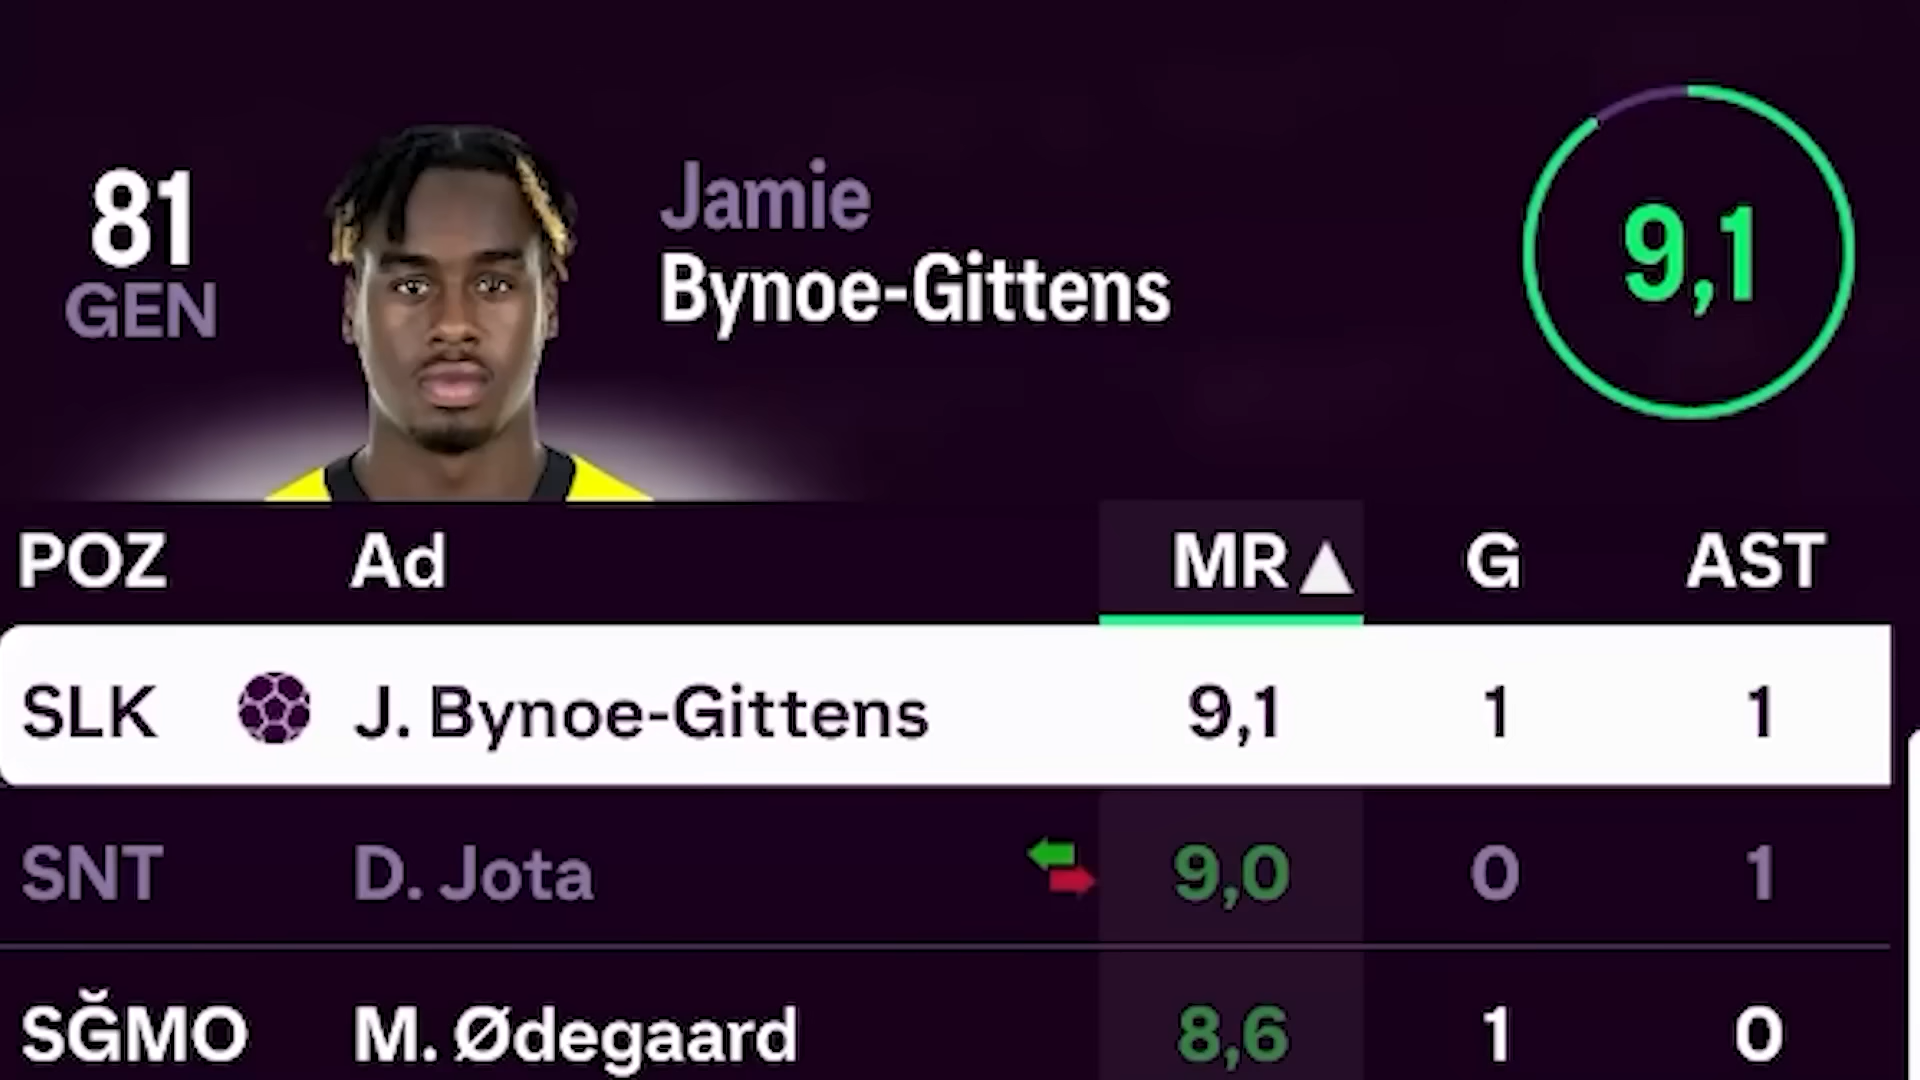 81
GEN
Jamie
Bynoe-Gittens
9,1
POZ Ad MR▲ G AST
SLK J. Bynoe-Gittens 9,1 1 1
SNT D. Jota 9,0 0 1
SĞMO M. Ødegaard 8,6 1 0